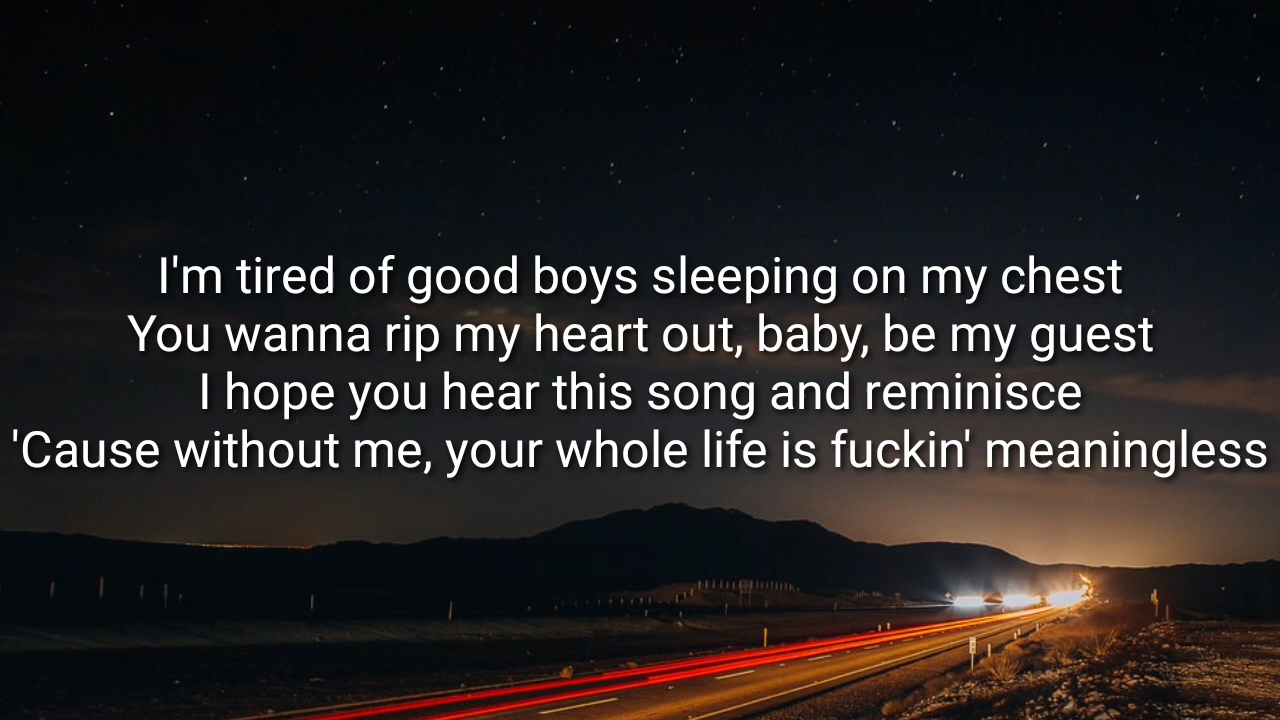 I'm tired of good boys sleeping on my chest
You wanna rip my heart out, baby, be my guest
I hope you hear this song and reminisce
'Cause without me, your whole life is fuckin' meaningless